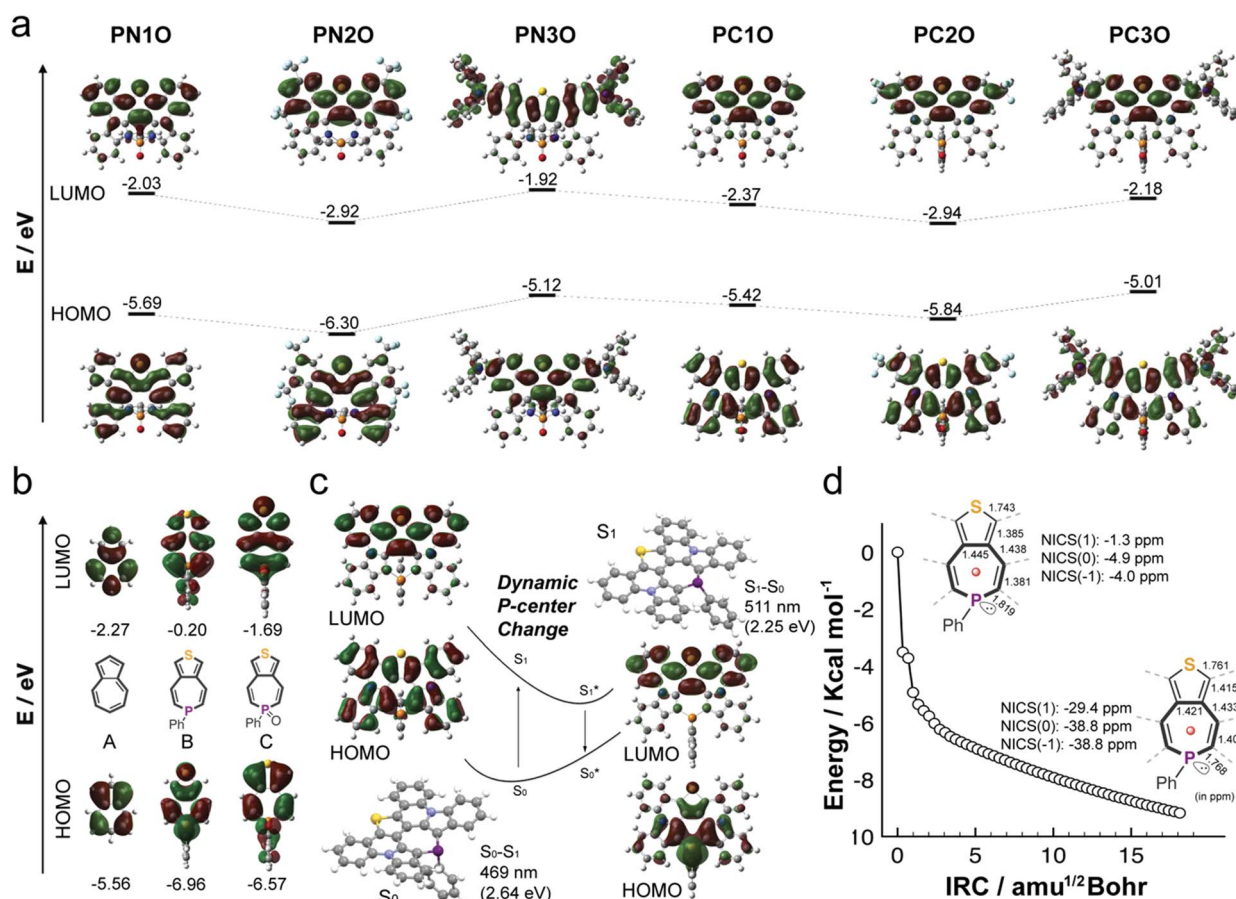 a
PN1O PN2O PN3O PC1O PC2O PC3O
E / eV
LUMO
-2.03 -2.92 -1.92 -2.37 -2.94 -2.18
HOMO
-5.69 -6.30 -5.12 -5.42 -5.84 -5.01
b
E / eV
LUMO
-2.27 -0.20 -1.69
S S
P P O
Ph Ph
A B C
HOMO
-5.56 -6.96 -6.57
c
LUMO
HOMO
Dynamic
P-center
Change
S1
S1
S1*
S0
S0*
S1-S0
511 nm
(2.25 eV)
LUMO
HOMO
S0-S1
469 nm
(2.64 eV)
S0
d
Energy / Kcal mol-1
0
-2
-4
-6
-8
10
0 5 10 15
IRC / amu1/2 Bohr
S
1.743
1.385
1.445 1.438
1.381
P
1.819
Ph
NICS(1): -1.3 ppm
NICS(0): -4.9 ppm
NICS(-1): -4.0 ppm
S
1.761
1.415
1.421 1.433
1.40
P
1.768
Ph
(in ppm)
NICS(1): -29.4 ppm
NICS(0): -38.8 ppm
NICS(-1): -38.8 ppm